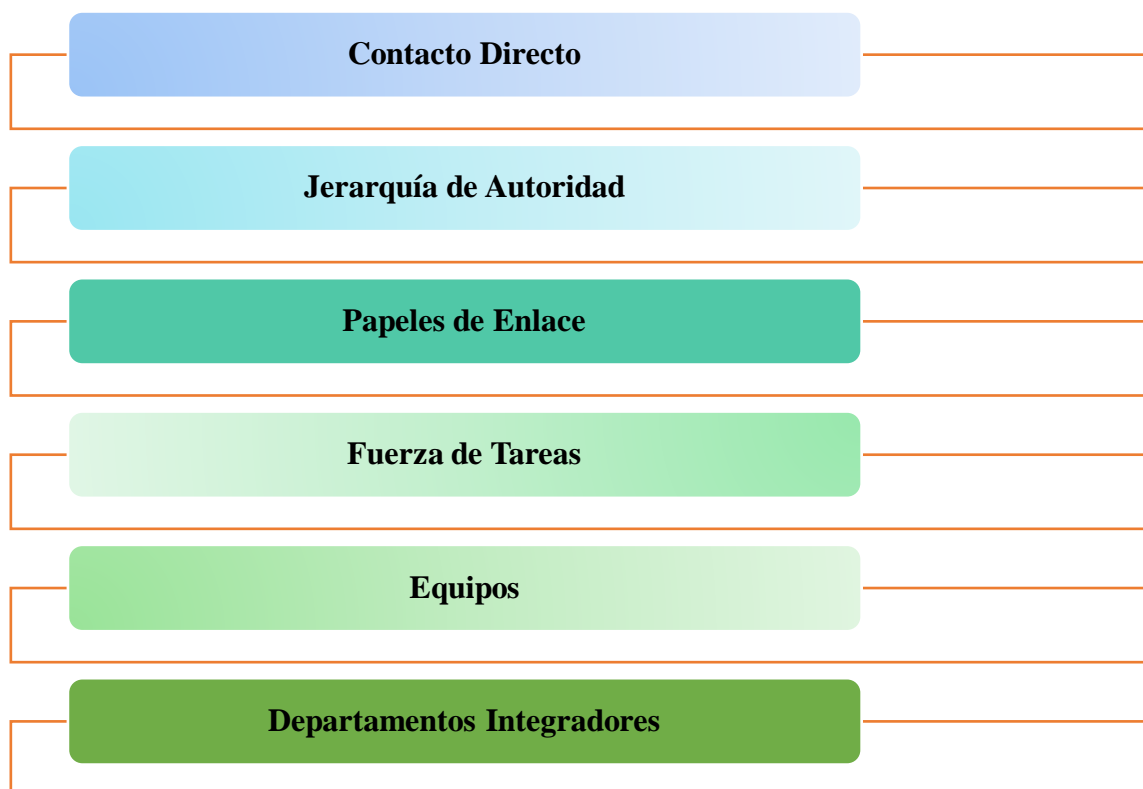 Contacto Directo
Jerarquía de Autoridad
Papeles de Enlace
Fuerza de Tareas
Equipos
Departamentos Integradores